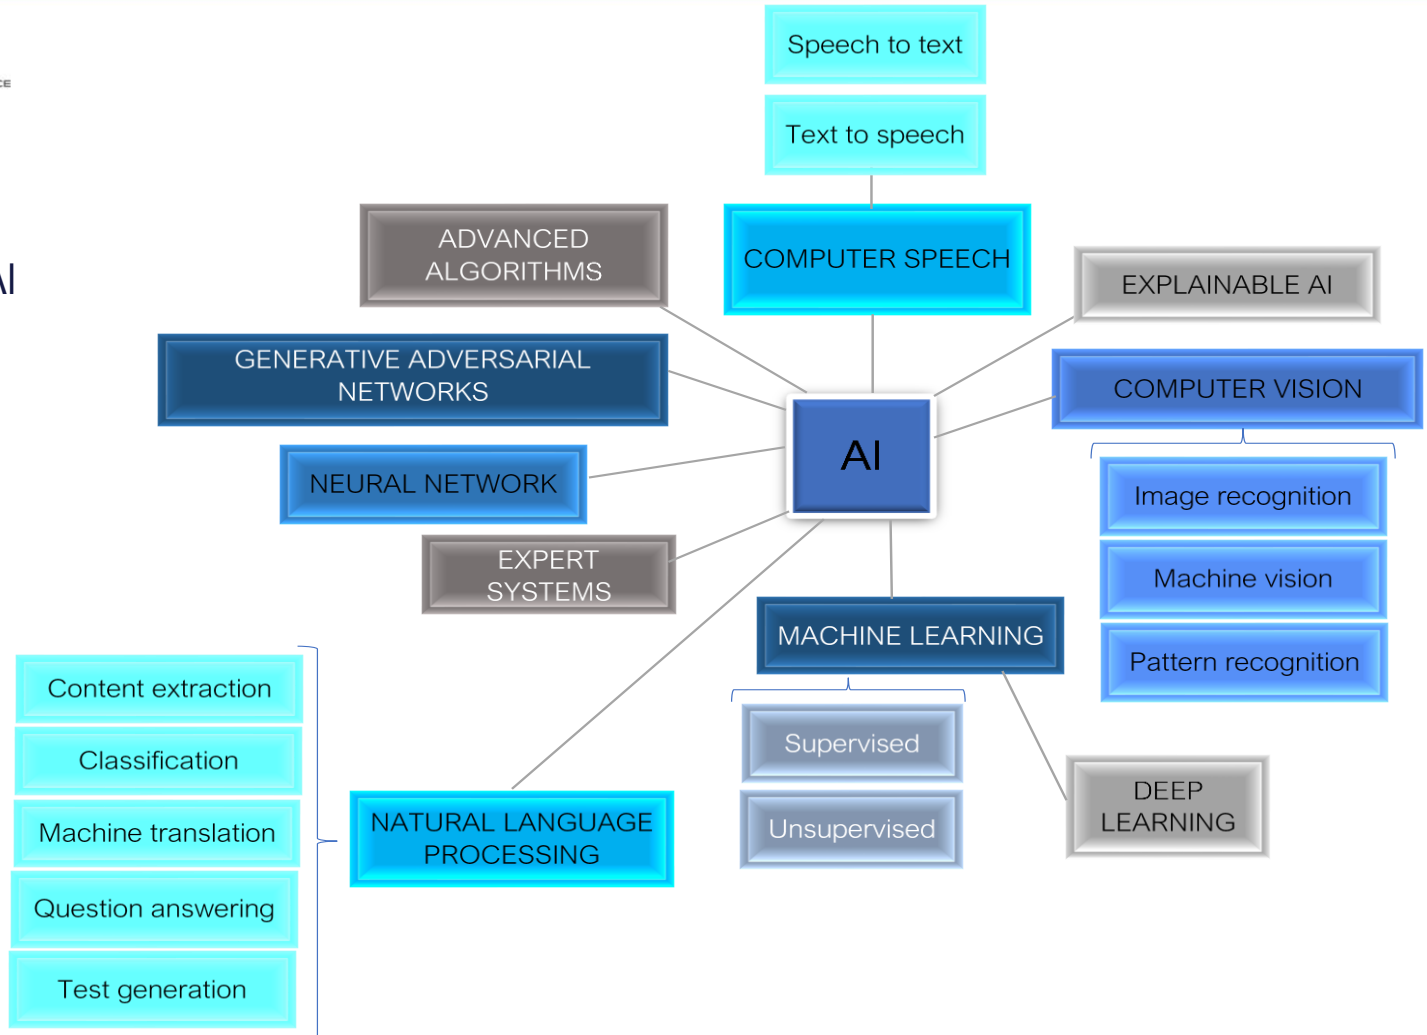 CE
AI
Speech to text
Text to speech
ADVANCED
ALGORITHMS
COMPUTER SPEECH
EXPLAINABLE AI
GENERATIVE ADVERSARIAL
NETWORKS
COMPUTER VISION
AI
NEURAL NETWORK
Image recognition
EXPERT
SYSTEMS
Machine vision
MACHINE LEARNING
Pattern recognition
Content extraction
Supervised
Classification
DEEP
LEARNING
Machine translation
NATURAL LANGUAGE
PROCESSING
Unsupervised
Question answering
Test generation